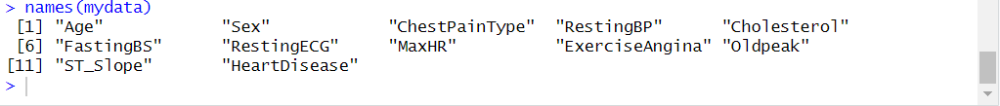 > names(mydata)
[1] "Age" "Sex" "ChestPainType" "RestingBP" "Cholesterol"
[6] "FastingBS" "RestingECG" "MaxHR" "ExerciseAngina" "Oldpeak"
[11] "ST_Slope" "HeartDisease"
>